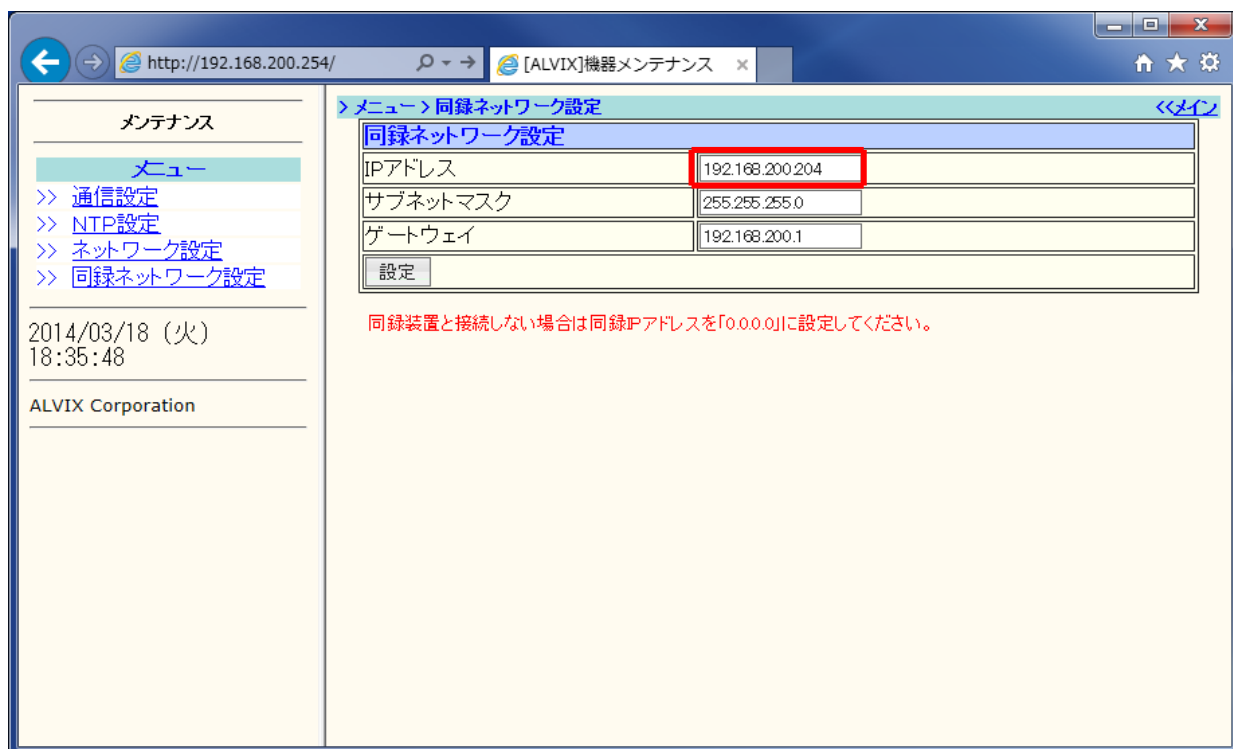 http://192.168.200.254/
[ALVIX]機器メンテナンス
メンテナンス
メニュー
>> 通信設定
>> NTP設定
>> ネットワーク設定
>> 同録ネットワーク設定
2014/03/18 (火)
18:35:48
ALVIX Corporation
> メニュー > 同録ネットワーク設定 <<メイン
同録ネットワーク設定
IPアドレス 192.168.200.204
サブネットマスク 255.255.255.0
ゲートウェイ 192.168.200.1
設定
同録装置と接続しない場合は同録IPアドレスを「0.0.0.0」に設定してください。